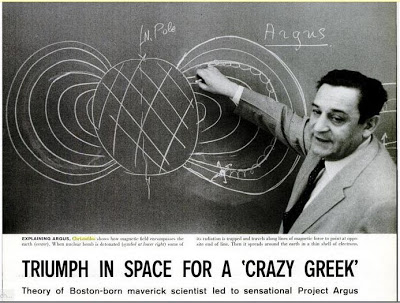 N. Pole
Argus
EXPLAINING ARGUS, Christofilos shows how magnetic field encompasses the
earth (center). When nuclear bomb is detonated (symbol at lower right) some of
its radiation is trapped and travels along lines of magnetic force to point at oppo-
site end of line. Then it spreads around the earth in a thin shell of electrons.
TRIUMPH IN SPACE FOR A 'CRAZY GREEK'
Theory of Boston-born maverick scientist led to sensational Project Argus